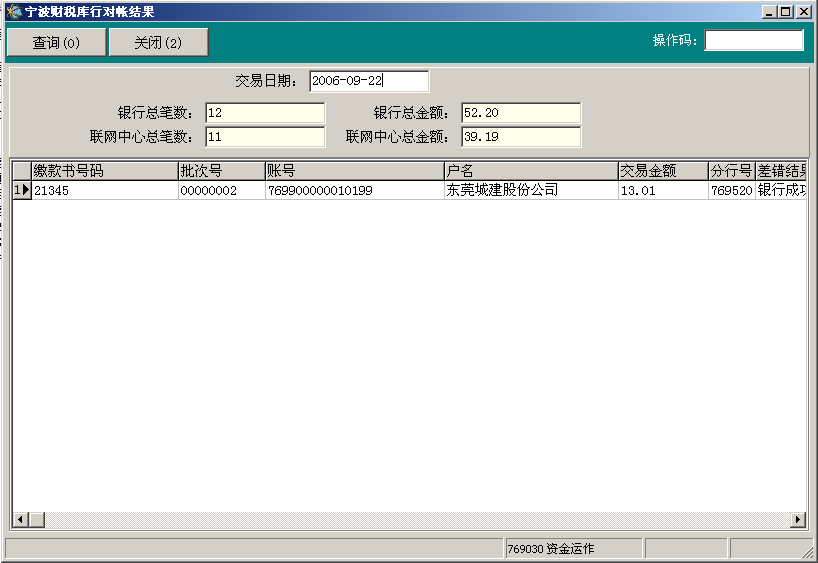 宁波财税库行对帐结果
查询(0) 关闭(2) 操作码:
交易日期: 2006-09-22
银行总笔数: 12 银行总金额: 52.20
联网中心总笔数: 11 联网中心总金额: 39.19
缴款书号码 批次号 账号 户名 交易金额 分行号 差错结果
1 21345 00000002 769900000010199 东莞城建股份公司 13.01 769520 银行成功
769030 资金运作